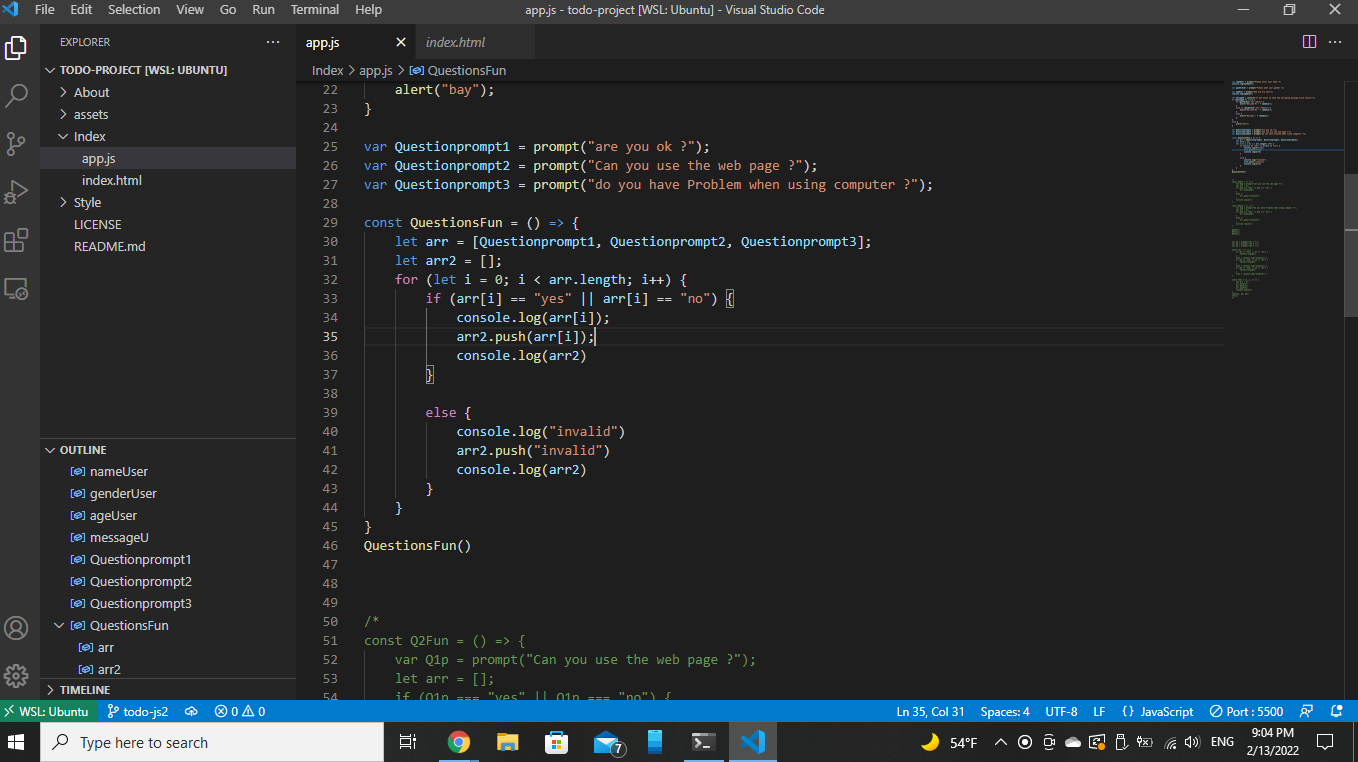 File Edit Selection View Go Run Terminal Help app.js - todo-project [WSL: Ubuntu] - Visual Studio Code
EXPLORER
TODO-PROJECT [WSL: UBUNTU]
About
assets
Index
app.js
index.html
Style
LICENSE
README.md
OUTLINE
nameUser
genderUser
ageUser
messageU
Questionprompt1
Questionprompt2
Questionprompt3
QuestionsFun
arr
arr2
TIMELINE
app.js index.html
Index > app.js > QuestionsFun
22 alert("bay");
23 }
24
25 var Questionprompt1 = prompt("are you ok ?");
26 var Questionprompt2 = prompt("Can you use the web page ?");
27 var Questionprompt3 = prompt("do you have Problem when using computer ?");
28
29 const QuestionsFun = () => {
30 let arr = [Questionprompt1, Questionprompt2, Questionprompt3];
31 let arr2 = [];
32 for (let i = 0; i < arr.length; i++) {
33 if (arr[i] == "yes" || arr[i] == "no") {
34 console.log(arr[i]);
35 arr2.push(arr[i]);
36 console.log(arr2)
37 }
38
39 else {
40 console.log("invalid")
41 arr2.push("invalid")
42 console.log(arr2)
43 }
44 }
45 }
46 QuestionsFun()
47
48
49
50 /*
51 const Q2Fun = () => {
52 var Q1p = prompt("Can you use the web page ?");
53 let arr = [];
54 if (Q1p === "yes" || Q1p === "no") {
WSL: Ubuntu todo-js2 0 0 Ln 35, Col 31 Spaces: 4 UTF-8 LF {} JavaScript Port : 5500
Type here to search 7 54°F ENG 9:04 PM
2/13/2022